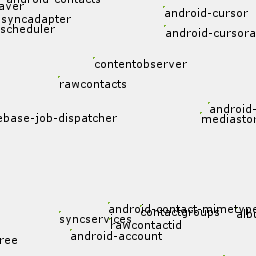 android-contacts
aver
android-cursor
syncadapter
scheduler
android-cursora
contentobserver
rawcontacts
android-
ebase-job-dispatcher
mediastor
android-contact-mimetype
contactgroups
albu
syncservices
rawcontactid
android-account
ree